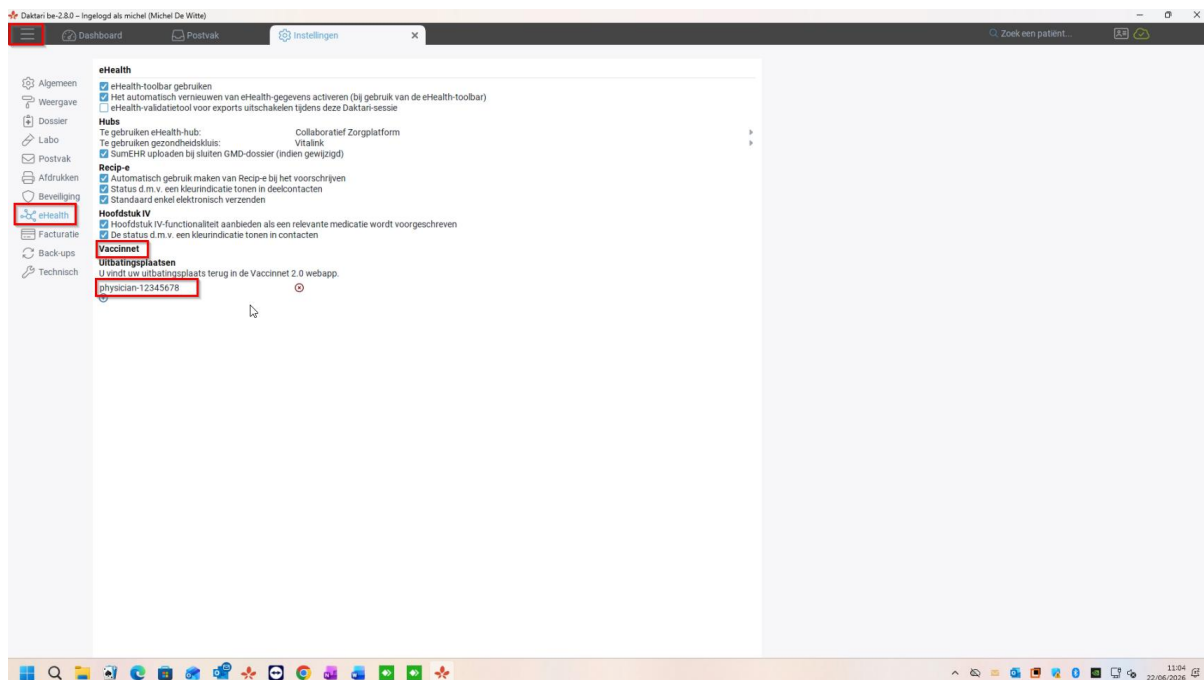 Daktari be-2.8.0 – Ingelogd als michel (Michel De Witte)
Dashboard Postvak Instellingen Zoek een patiënt...
eHealth
Algemeen
Weergave
Dossier
Labo
Postvak
Afdrukken
Beveiliging
eHealth
Facturatie
Back-ups
Technisch
eHealth-toolbar gebruiken
Het automatisch vernieuwen van eHealth-gegevens activeren (bij gebruik van de eHealth-toolbar)
eHealth-validatietool voor exports uitschakelen tijdens deze Daktari-sessie
Hubs
Te gebruiken eHealth-hub: Collaboratief Zorgplatform
Te gebruiken gezondheidskluis: Vitalink
SumEHR uploaden bij sluiten GMD-dossier (indien gewijzigd)
Recip-e
Automatisch gebruik maken van Recip-e bij het voorschrijven
Status d.m.v. een kleurindicatie tonen in deelcontacten
Standaard enkel elektronisch verzenden
Hoofdstuk IV
Hoofdstuk IV-functionaliteit aanbieden als een relevante medicatie wordt voorgeschreven
De status d.m.v. een kleurindicatie tonen in contacten
Vaccinnet
Uitbatingsplaatsen
U vindt uw uitbatingsplaats terug in de Vaccinnet 2.0 webapp.
physician-12345678
11:04
22/06/2026